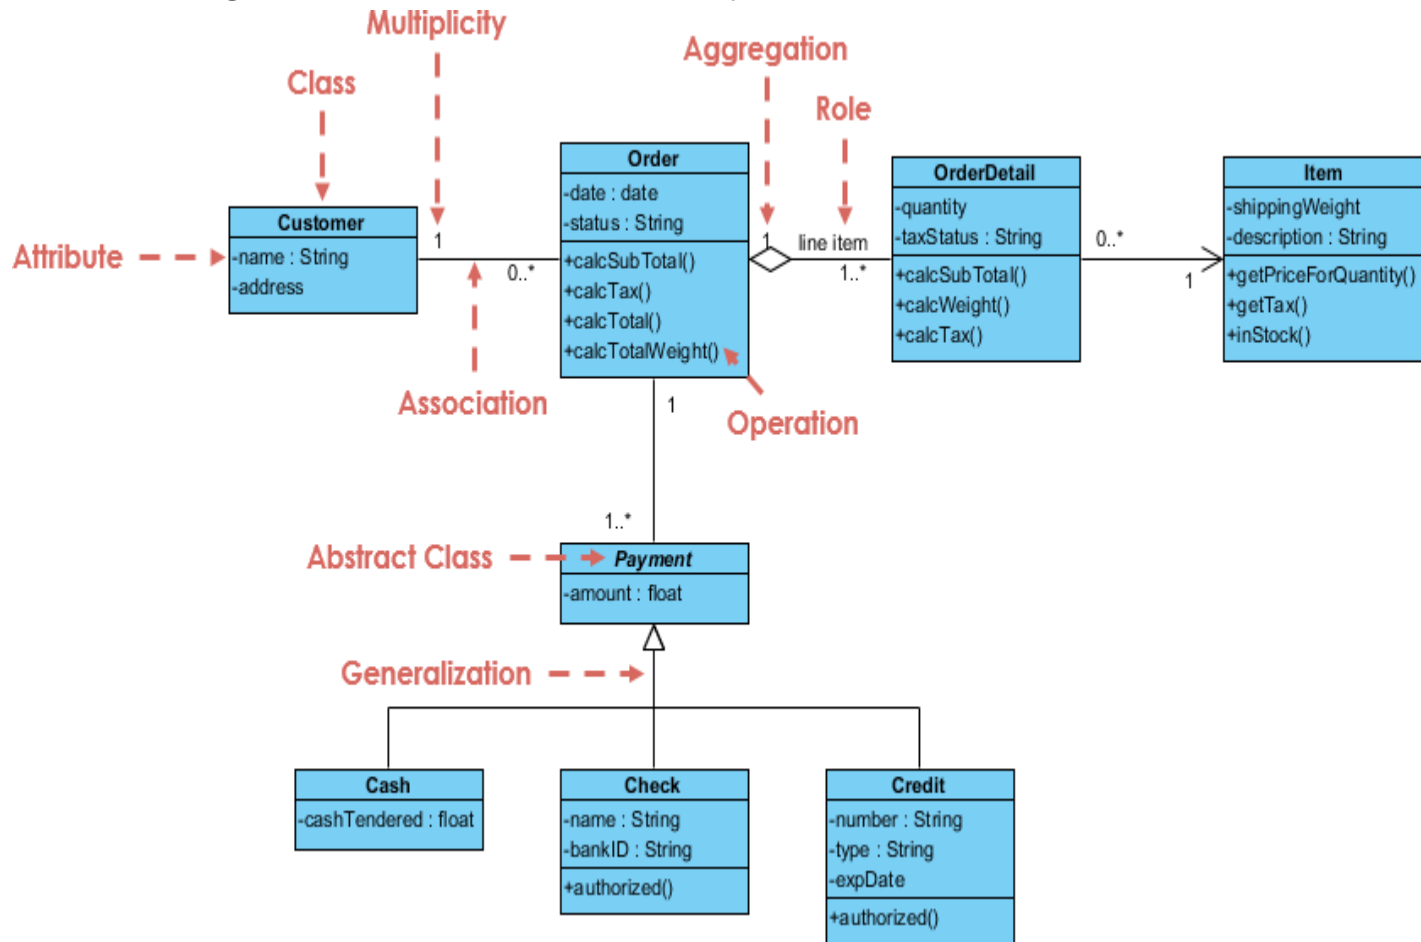 Multiplicity
Aggregation
Class
Role
Order
-date : date
-status : String
+calcSubTotal()
+calcTax()
+calcTotal()
+calcTotalWeight()
OrderDetail
-quantity
-taxStatus : String
+calcSubTotal()
+calcWeight()
+calcTax()
Item
-shippingWeight
-description : String
+getPriceForQuantity()
+getTax()
+inStock()
Customer
-name : String
-address
Attribute
1
0..*
1
line item
1..*
0..*
1
Association
Operation
1
1..*
Abstract Class
Payment
-amount : float
Generalization
Cash
-cashTendered : float
Check
-name : String
-bankID : String
+authorized()
Credit
-number : String
-type : String
-expDate
+authorized()